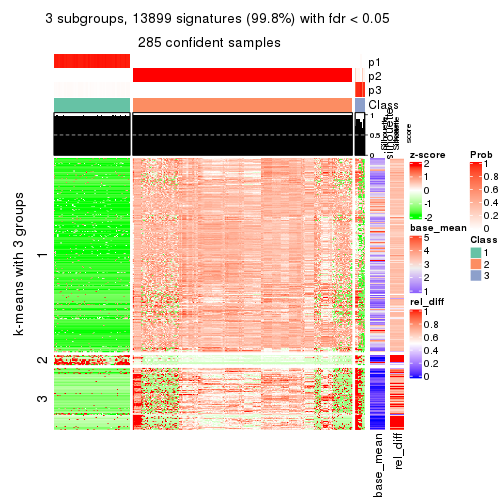 3 subgroups, 13899 signatures (99.8%) with fdr < 0.05
285 confident samples
p1
p2
p3
Class
1
0.5
0
silhouette
score
k-means with 3 groups
1
2
3
base_mean
rel_diff
z-score
2
1
0
-1
-2
base_mean
5
4
3
2
1
rel_diff
1
0.8
0.6
0.4
0.2
0
Prob
1
0.8
0.6
0.4
0.2
0
Class
1
2
3